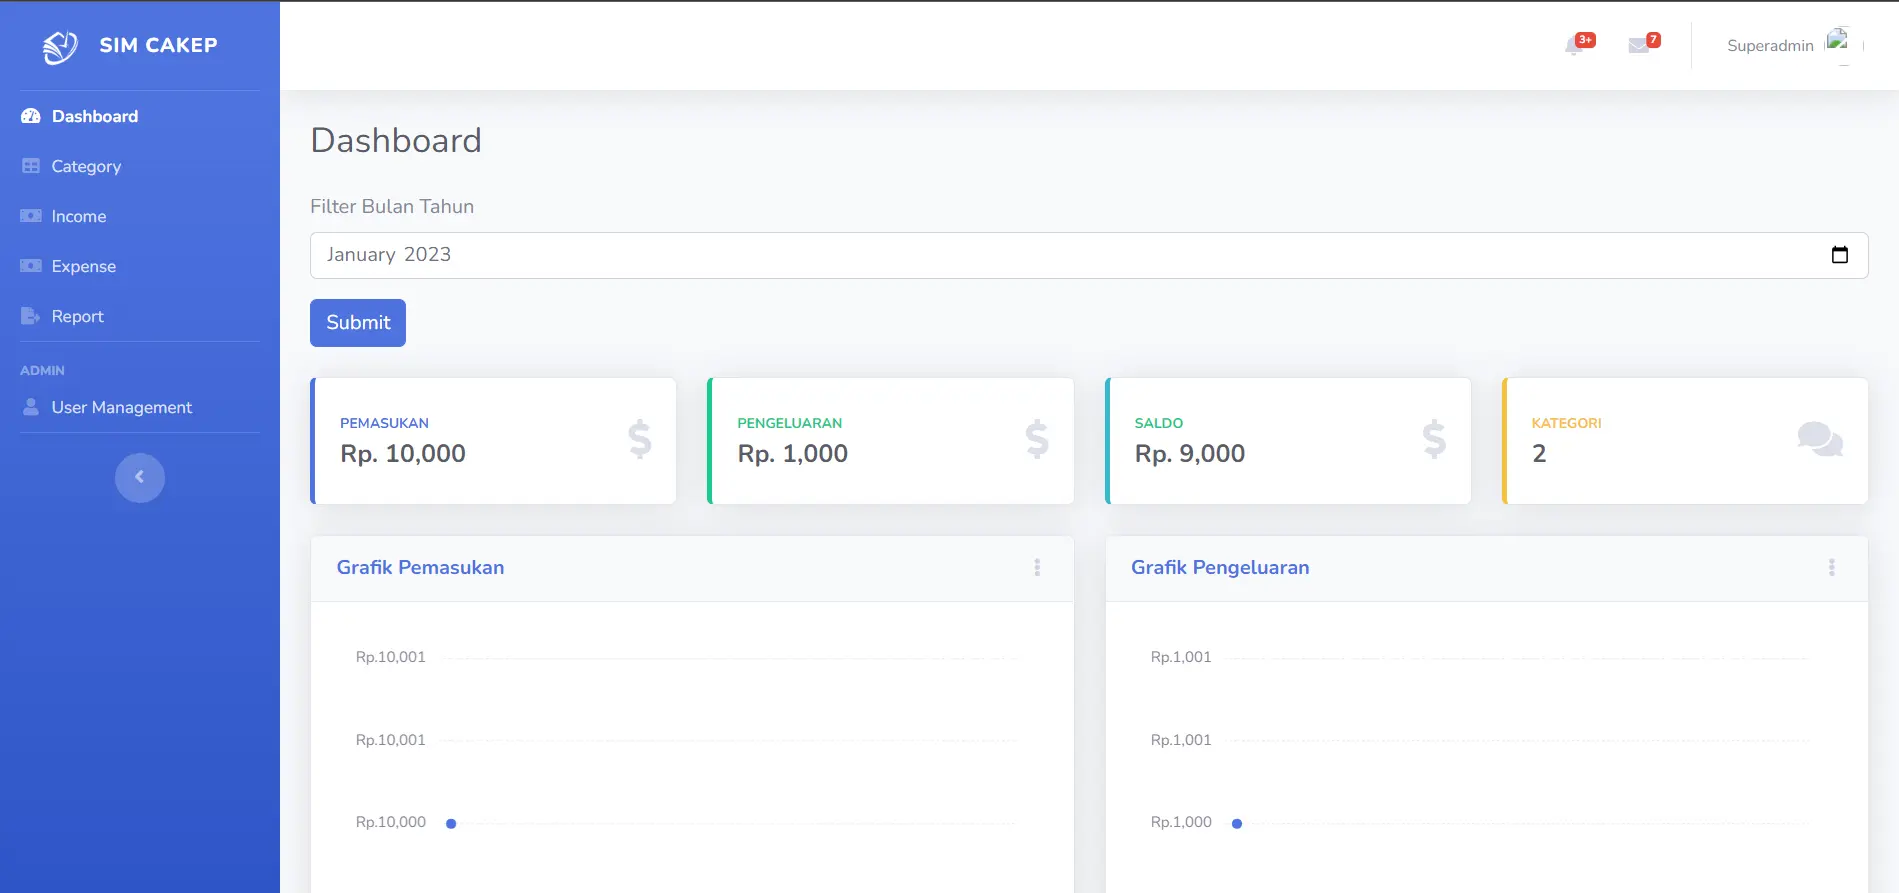 SIM CAKEP
Dashboard
Category
Income
Expense
Report
ADMIN
User Management
3+
7
Superadmin
Dashboard
Filter Bulan Tahun
January 2023
Submit
PEMASUKAN
Rp. 10,000
PENGELUARAN
Rp. 1,000
SALDO
Rp. 9,000
KATEGORI
2
Grafik Pemasukan
Rp.10,001
Rp.10,001
Rp.10,000
Grafik Pengeluaran
Rp.1,001
Rp.1,001
Rp.1,000